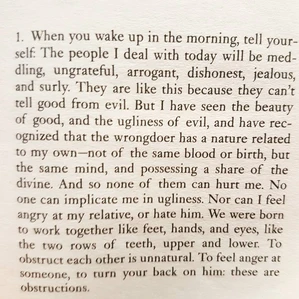 1. When you wake up in the morning, tell your-
self: The people I deal with today will be med-
dling, ungrateful, arrogant, dishonest, jealous,
and surly. They are like this because they can't
tell good from evil. But I have seen the beauty
of good, and the ugliness of evil, and have rec-
ognized that the wrongdoer has a nature related
to my own—not of the same blood or birth, but
the same mind, and possessing a share of the
divine. And so none of them can hurt me. No
one can implicate me in ugliness. Nor can I feel
angry at my relative, or hate him. We were born
to work together like feet, hands, and eyes, like
the two rows of teeth, upper and lower. To
obstruct each other is unnatural. To feel anger at
someone, to turn your back on him: these are
obstructions.